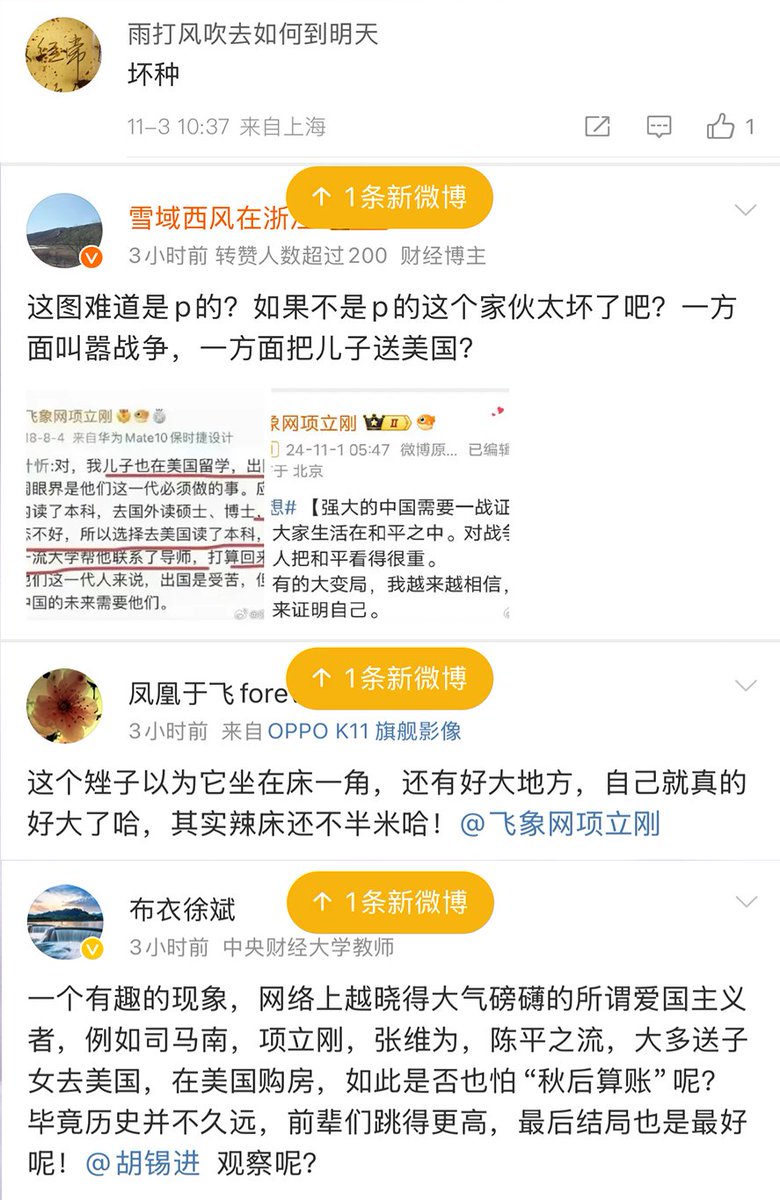 雨打风吹去如何到明天
坏种
11-3 10:37 来自上海
1
↑ 1条新微博
雪域西风在浙江
3小时前 转赞人数超过200 财经博主
这图难道是p的？如果不是p的这个家伙太坏了吧？一方
面叫嚣战争，一方面把儿子送美国？
飞象网项立刚
18-8-4 来自华为Mate10保时捷设计
忻:对，我儿子也在美国留学，出
眼界是他们这一代必须做的事。应
读了本科，去国外读硕士、博士，
不好，所以选择去美国读了本科，
一流大学帮他联系了导师，打算回来
们这一代人来说，出国是受苦，但
中国的未来需要他们。
象网项立刚 II
24-11-1 05:47 微博原... 已编辑
于 北京
想#【强大的中国需要一战证
大家生活在和平之中。对战争
人把和平看得很重。
有的大变局，我越来越相信，
来证明自己。
↑ 1条新微博
凤凰于飞fore
3小时前 来自OPPO K11 旗舰影像
这个矬子以为它坐在床一角，还有好大地方，自己就真的
好大了哈，其实辣床还不半米哈！@飞象网项立刚
↑ 1条新微博
布衣徐斌
3小时前 中央财经大学教师
一个有趣的现象，网络上越晓得大气磅礴的所谓爱国主义
者，例如司马南，项立刚，张维为，陈平之流，大多送子
女去美国，在美国购房，如此是否也怕“秋后算账”呢？
毕竟历史并不久远，前辈们跳得更高，最后结局也是最好
呢！@胡锡进 观察呢？